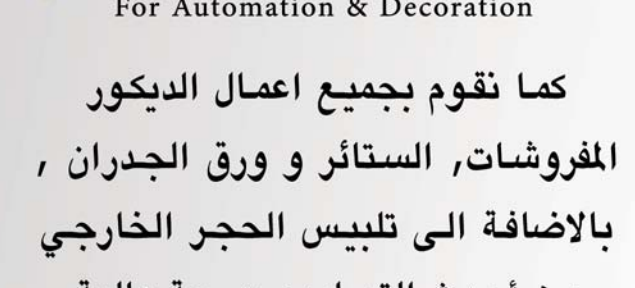 For Automation & Decoration
كما نقوم بجميع اعمال الديكور
المفروشات, الستائر و ورق الجدران ,
بالاضافة الى تلبيس الحجر الخارجي